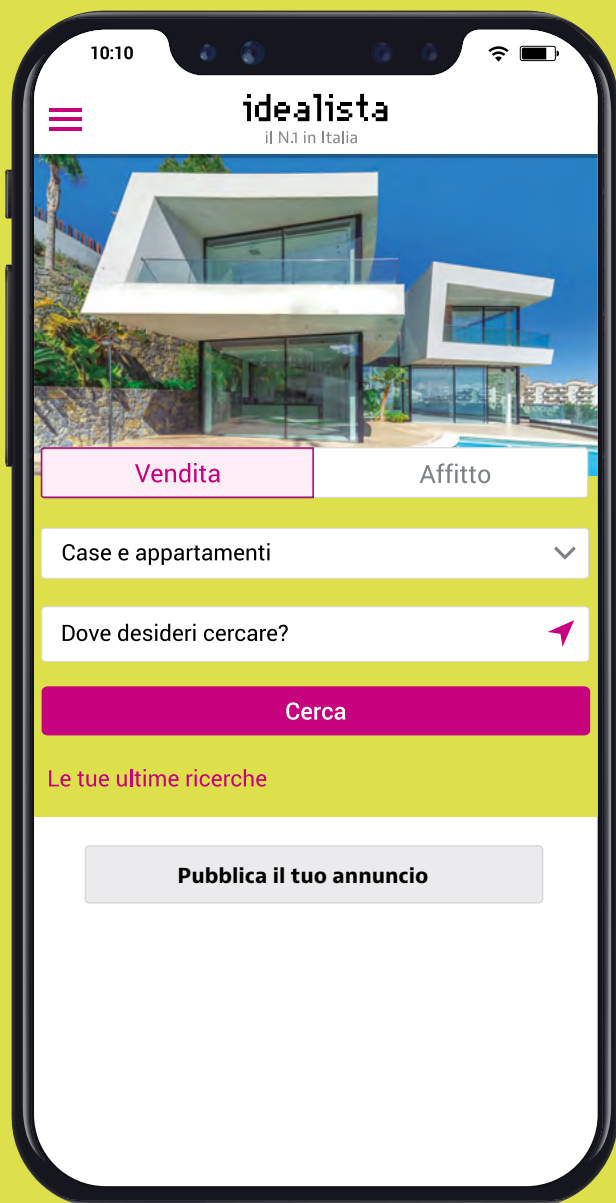 10:10
idealista
il N.1 in Italia
Vendita
Affitto
Case e appartamenti
Dove desideri cercare?
Cerca
Le tue ultime ricerche
Pubblica il tuo annuncio